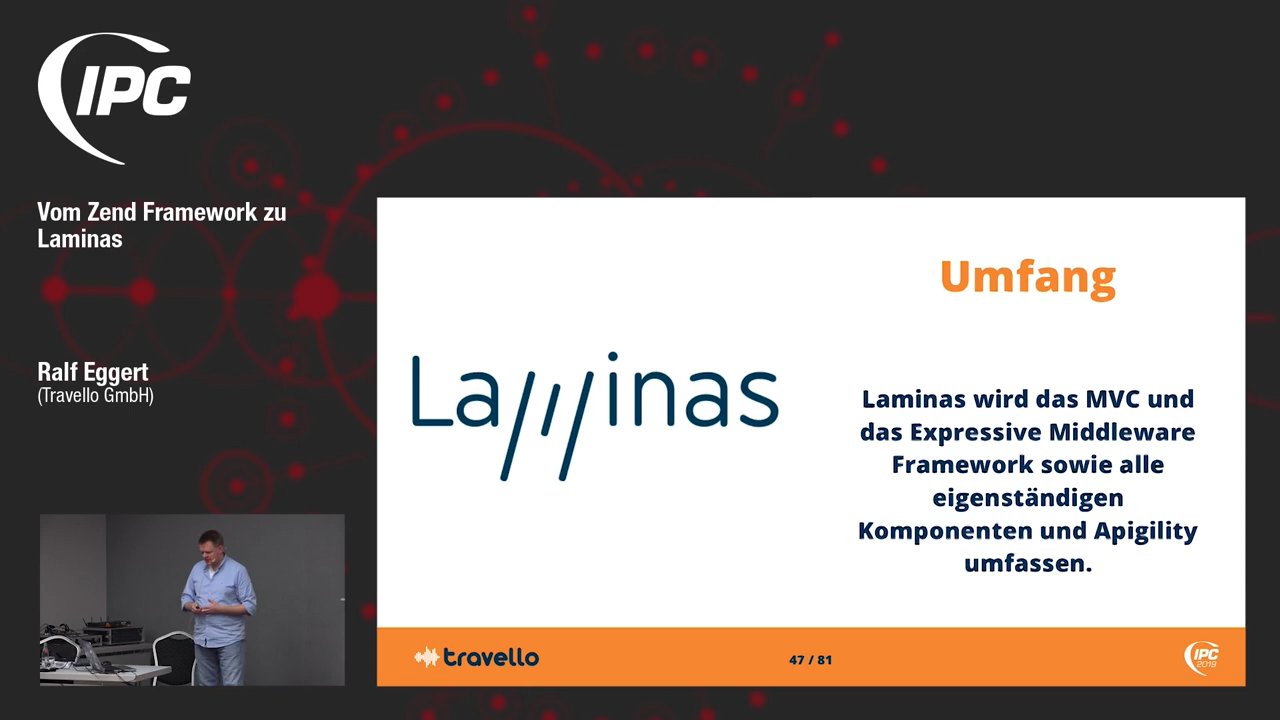 IPC
Vom Zend Framework zu
Laminas
Ralf Eggert
(Travello GmbH)
Umfang
Laminas
Laminas wird das MVC und
das Expressive Middleware
Framework sowie alle
eigenständigen
Komponenten und Apigility
umfassen.
travello
47 / 81
IPC
2019